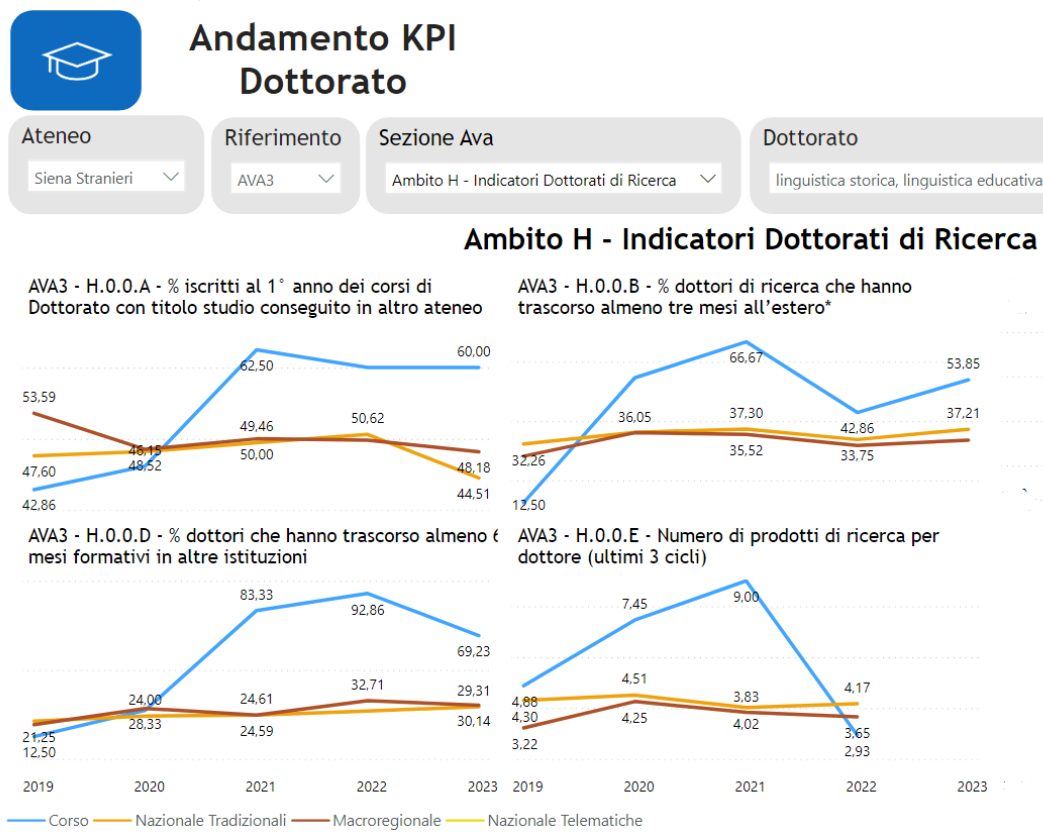 Andamento KPI
Dottorato
Ateneo
Riferimento
Sezione Ava
Dottorato
Siena Stranieri
AVA3
Ambito H - Indicatori Dottorati di Ricerca
linguistica storica, linguistica educativa
Ambito H - Indicatori Dottorati di Ricerca
AVA3 - H.0.0.A - % iscritti al 1° anno dei corsi di
Dottorato con titolo studio conseguito in altro ateneo
60,00
62,50
53,59
49,46
50,62
46,15
48,52
50,00
47,60
48,18
44,51
42,86
AVA3 - H.0.0.B - % dottori di ricerca che hanno
trascorso almeno tre mesi all’estero*
66,67
53,85
36,05
37,30
42,86
37,21
32,26
35,52
33,75
12,50
AVA3 - H.0.0.D - % dottori che hanno trascorso almeno 6
mesi formativi in altre istituzioni
83,33
92,86
69,23
24,00
24,61
32,71
29,31
21,25
28,33
24,59
30,14
12,50
2019
2020
2021
2022
2023
AVA3 - H.0.0.E - Numero di prodotti di ricerca per
dottore (ultimi 3 cicli)
7,45
9,00
4,88
4,51
3,83
4,17
4,30
4,25
4,02
3,65
3,22
2,93
2019
2020
2021
2022
2023
Corso
Nazionale Tradizionali
Macroregionale
Nazionale Telematiche